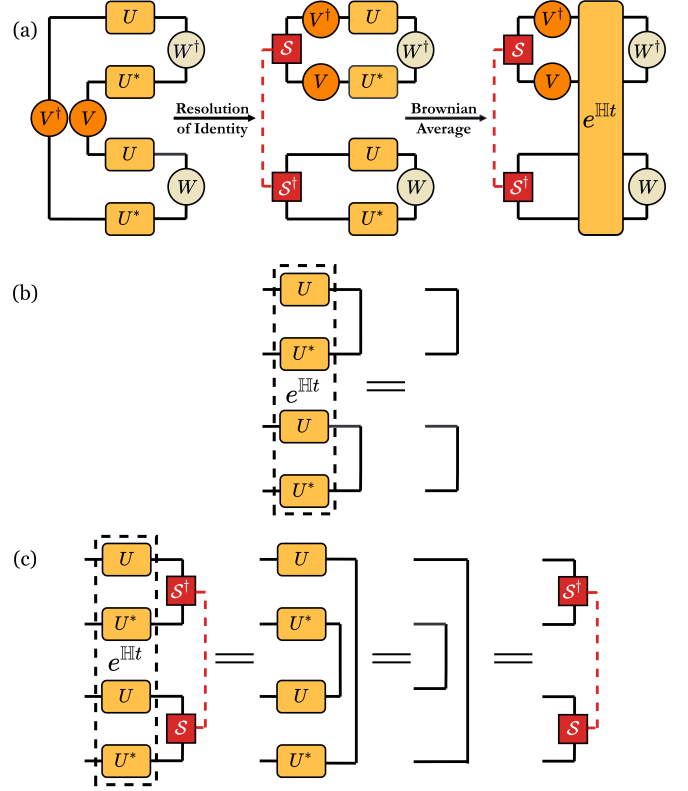 (a)
U
W†
U*
V†
V
U
W
U*
Resolution
of Identity
V†
U
S
W†
V
U*
S†
U
W
U*
Brownian
Average
V†
S
W†
V
e^ℍt
S†
W
(b)
U
U*
e^ℍt
U
U*
=
(c)
U
S†
U*
e^ℍt
U
S
U*
=
U
U*
U
U*
=
=
S†
S